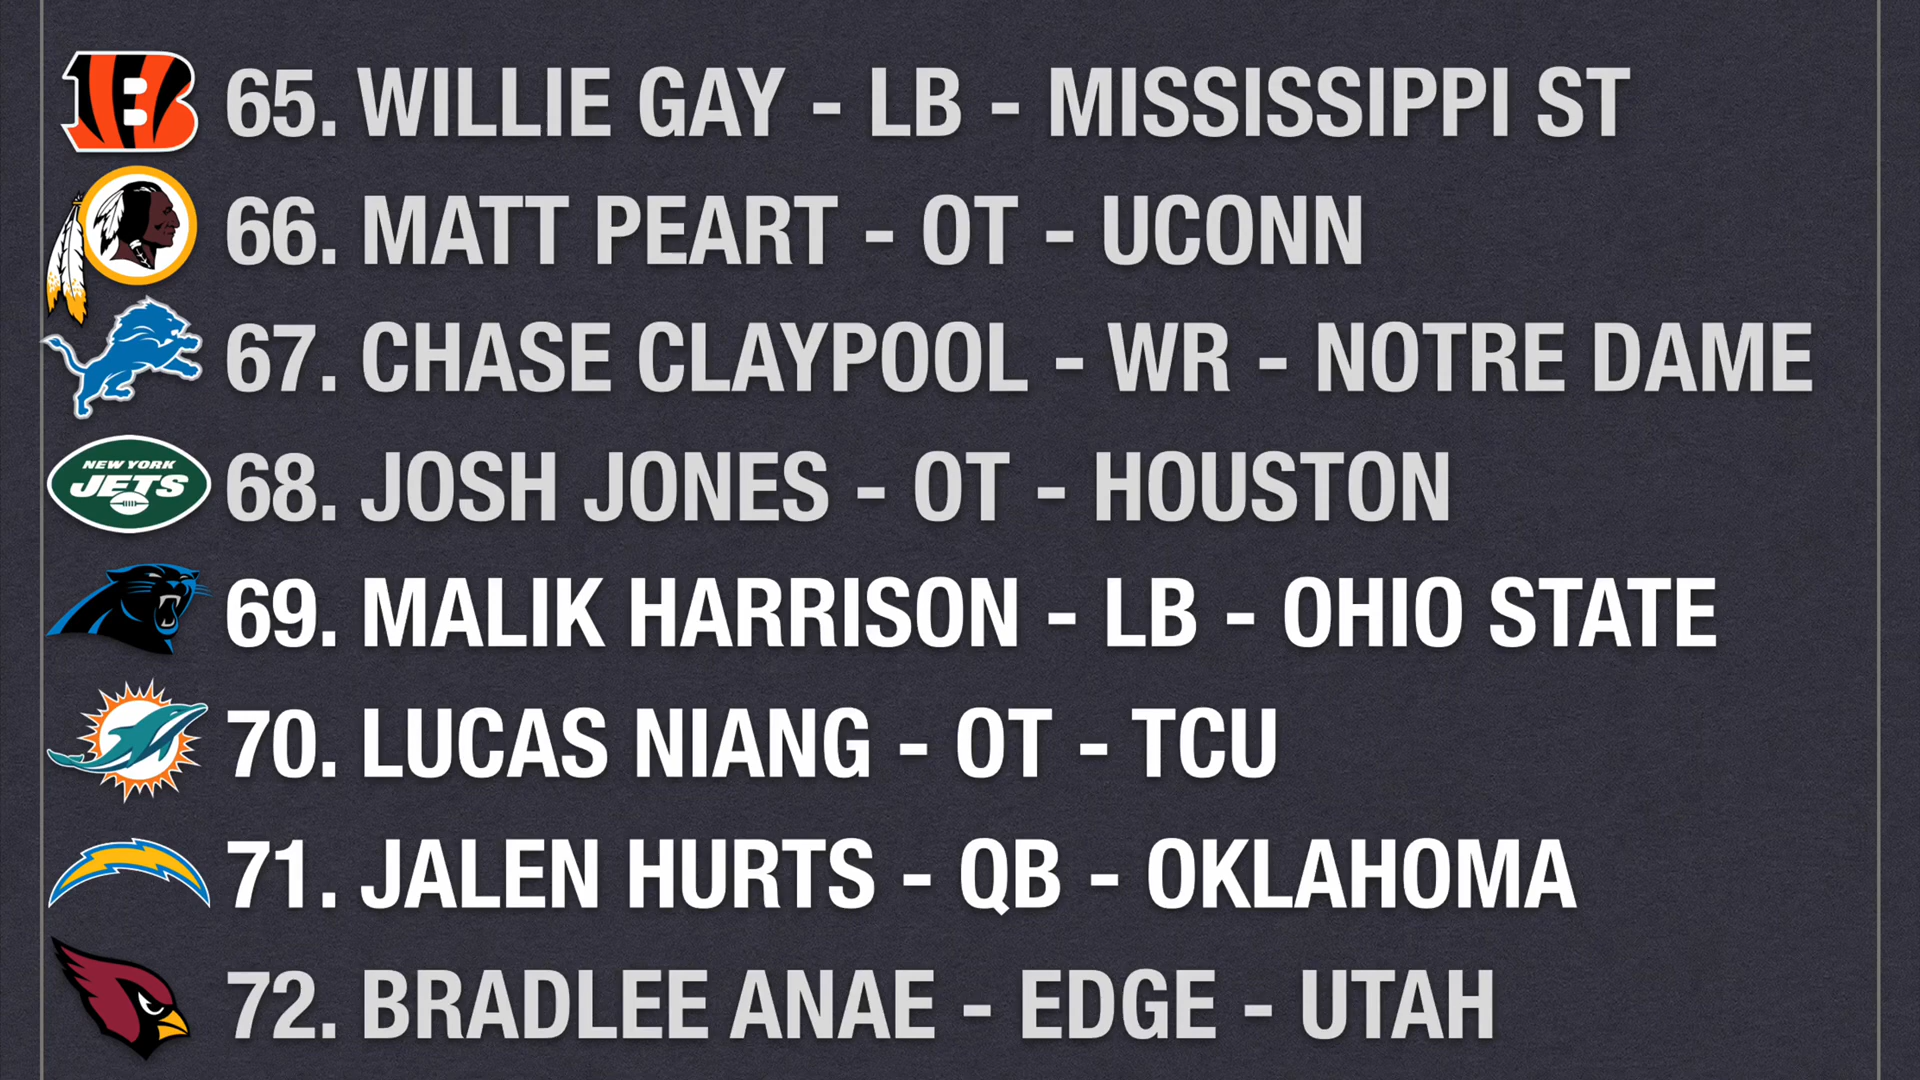 65. WILLIE GAY - LB - MISSISSIPPI ST
66. MATT PEART - OT - UCONN
67. CHASE CLAYPOOL - WR - NOTRE DAME
NEW YORK
JETS
68. JOSH JONES - OT - HOUSTON
69. MALIK HARRISON - LB - OHIO STATE
70. LUCAS NIANG - OT - TCU
71. JALEN HURTS - QB - OKLAHOMA
72. BRADLEE ANAE - EDGE - UTAH